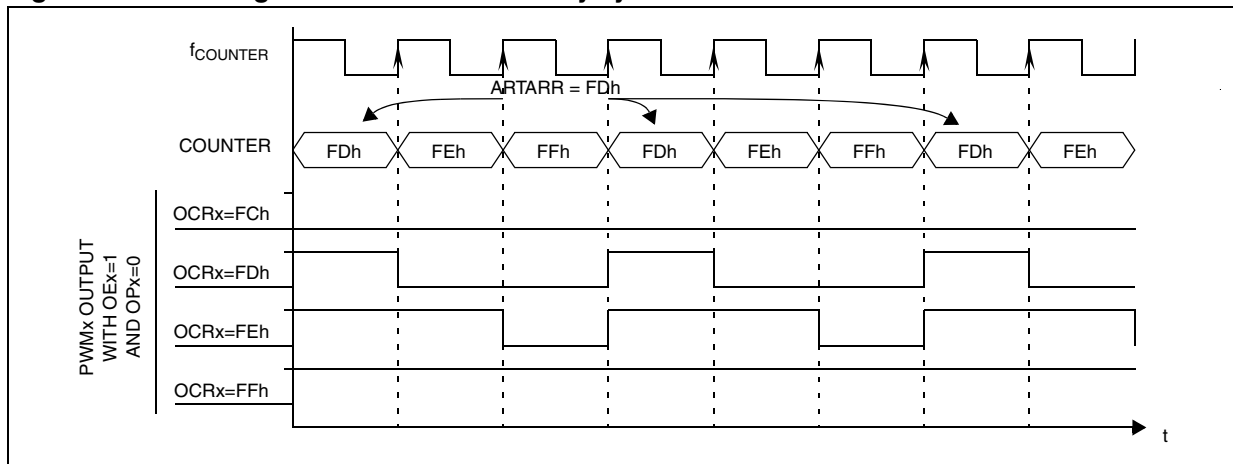 fCOUNTER
ARTARR = FDh
COUNTER
FDh FEh FFh FDh FEh FFh FDh FEh
PWMx OUTPUT
WITH OEx=1
AND OPx=0
OCRx=FCh
OCRx=FDh
OCRx=FEh
OCRx=FFh
t